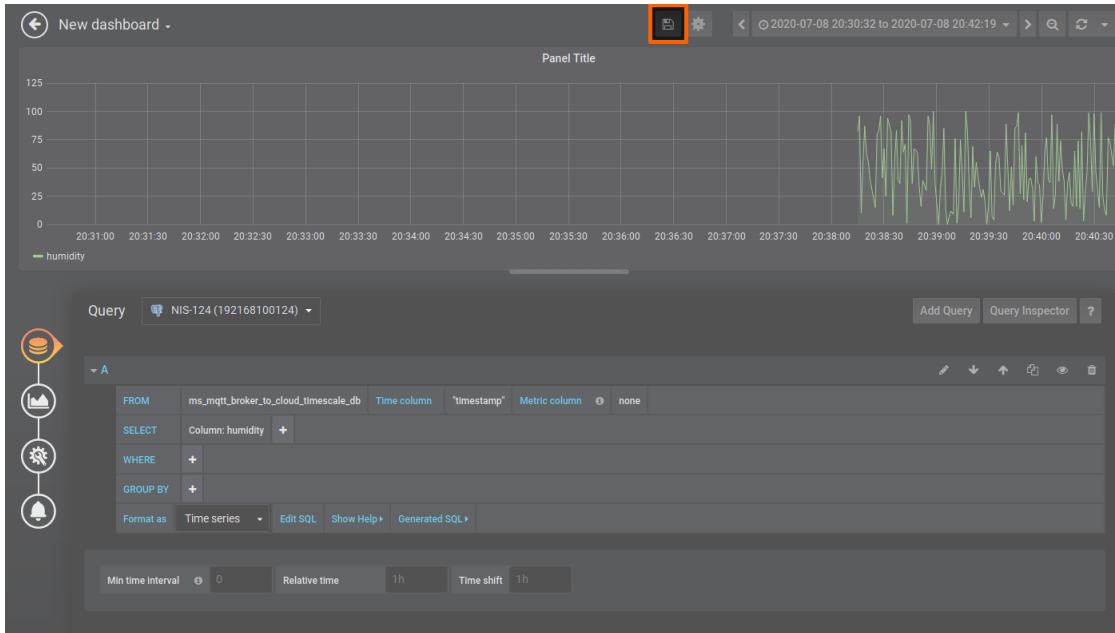 New dashboard
2020-07-08 20:30:32 to 2020-07-08 20:42:19
Panel Title
125
100
75
50
25
0
20:31:00 20:31:30 20:32:00 20:32:30 20:33:00 20:33:30 20:34:00 20:34:30 20:35:00 20:35:30 20:36:00 20:36:30 20:37:00 20:37:30 20:38:00 20:38:30 20:39:00 20:39:30 20:40:00 20:40:30
humidity
Query NIS-124 (192168100124) Add Query Query Inspector ?
A
FROM ms_mqtt_broker_to_cloud_timescale_db Time column "timestamp" Metric column none
SELECT Column: humidity +
WHERE +
GROUP BY +
Format as Time series Edit SQL Show Help Generated SQL
Min time interval 0 Relative time 1h Time shift 1h